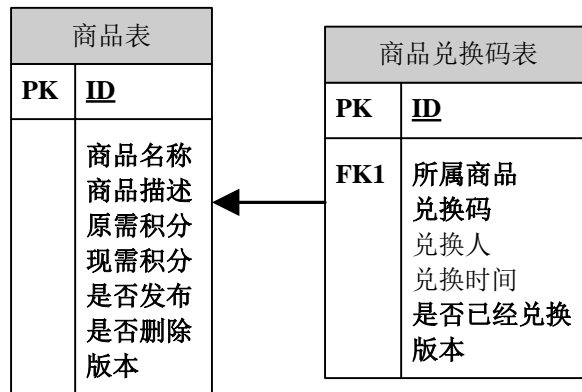 商品表
PK ID
商品名称
商品描述
原需积分
现需积分
是否发布
是否删除
版本
商品兑换码表
PK ID
FK1 所属商品
兑换码
兑换人
兑换时间
是否已经兑换
版本